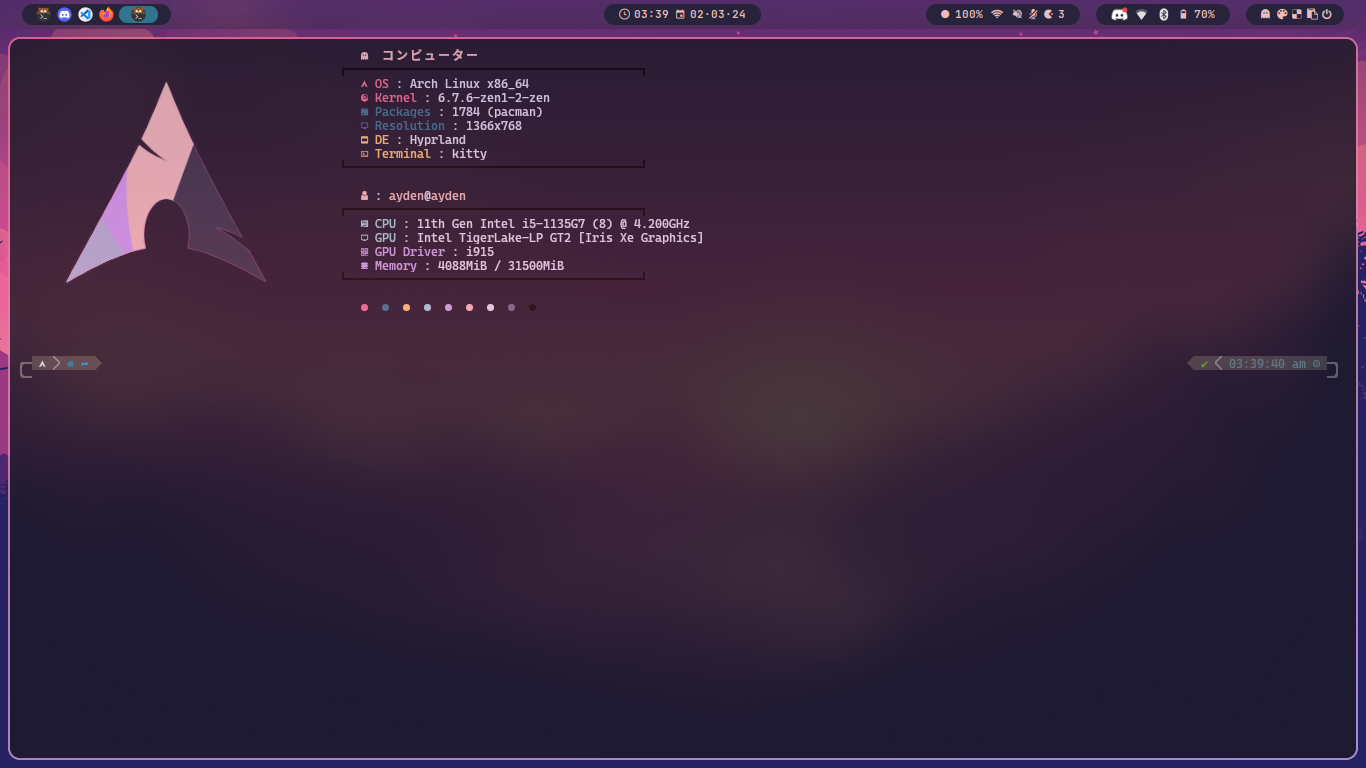 03:39 02·03·24
100% 3
70%
コンピューター
OS : Arch Linux x86_64
Kernel : 6.7.6-zen1-2-zen
Packages : 1784 (pacman)
Resolution : 1366x768
DE : Hyprland
Terminal : kitty
: ayden@ayden
CPU : 11th Gen Intel i5-1135G7 (8) @ 4.200GHz
GPU : Intel TigerLake-LP GT2 [Iris Xe Graphics]
GPU Driver : i915
Memory : 4088MiB / 31500MiB
~ 03:39:40 am